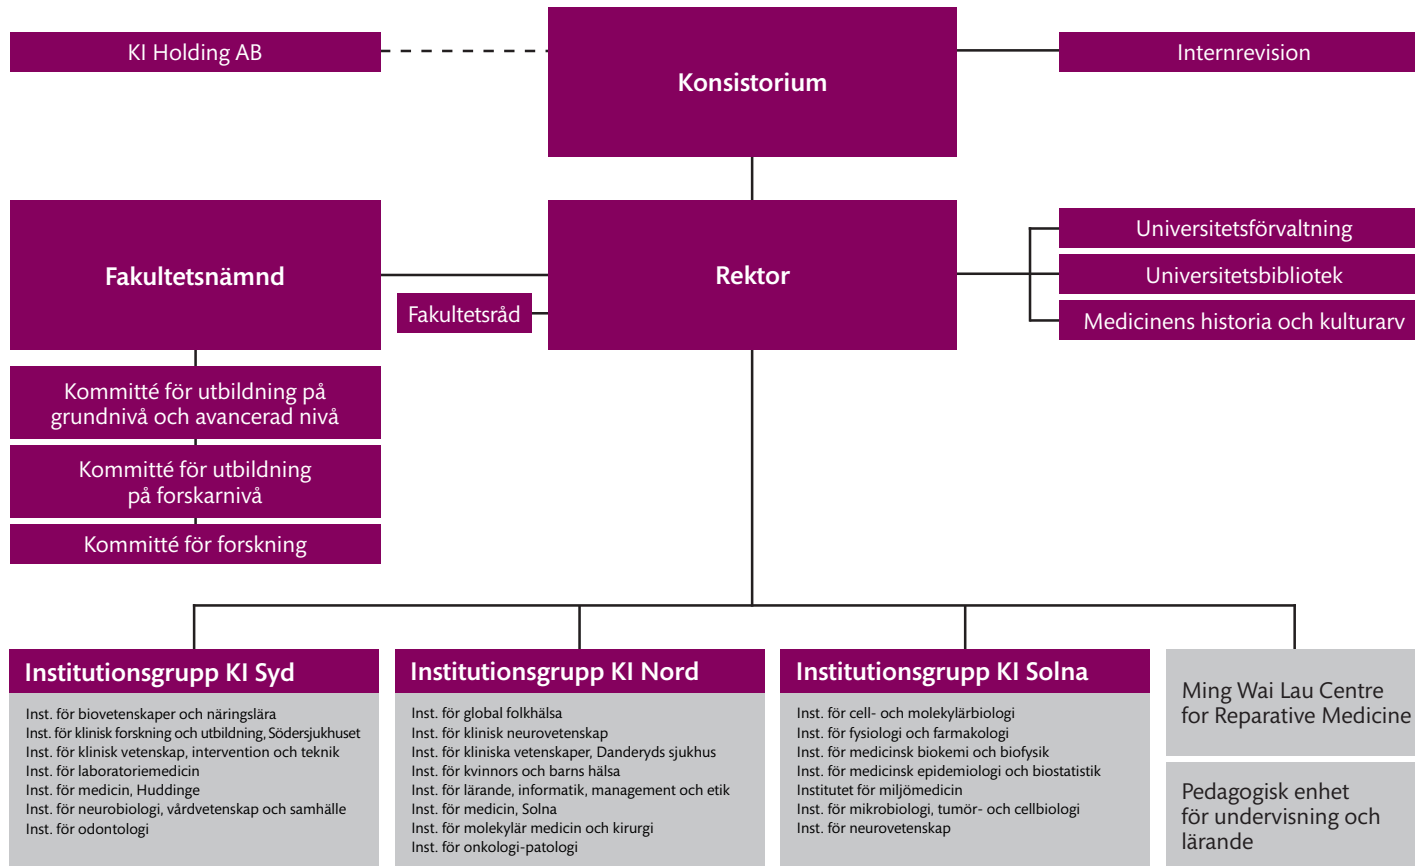 KI Holding AB
Konsistorium
Internrevision
Fakultetsnämnd
Fakultetsråd
Rektor
Universitetsförvaltning
Universitetsbibliotek
Medicinens historia och kulturarv
Kommitté för utbildning på
grundnivå och avancerad nivå
Kommitté för utbildning
på forskarnivå
Kommitté för forskning
Institutionsgrupp KI Syd
Inst. för biovetenskaper och näringslära
Inst. för klinisk forskning och utbildning, Södersjukhuset
Inst. för klinisk vetenskap, intervention och teknik
Inst. för laboratoriemedicin
Inst. för medicin, Huddinge
Inst. för neurobiologi, vårdvetenskap och samhälle
Inst. för odontologi
Institutionsgrupp KI Nord
Inst. för global folkhälsa
Inst. för klinisk neurovetenskap
Inst. för kliniska vetenskaper, Danderyds sjukhus
Inst. för kvinnors och barns hälsa
Inst. för lärande, informatik, management och etik
Inst. för medicin, Solna
Inst. för molekylär medicin och kirurgi
Inst. för onkologi-patologi
Institutionsgrupp KI Solna
Inst. för cell- och molekylärbiologi
Inst. för fysiologi och farmakologi
Inst. för medicinsk biokemi och biofysik
Inst. för medicinsk epidemiologi och biostatistik
Institutet för miljömedicin
Inst. för mikrobiologi, tumör- och cellbiologi
Inst. för neurovetenskap
Ming Wai Lau Centre
for Reparative Medicine
Pedagogisk enhet
för undervisning och
lärande